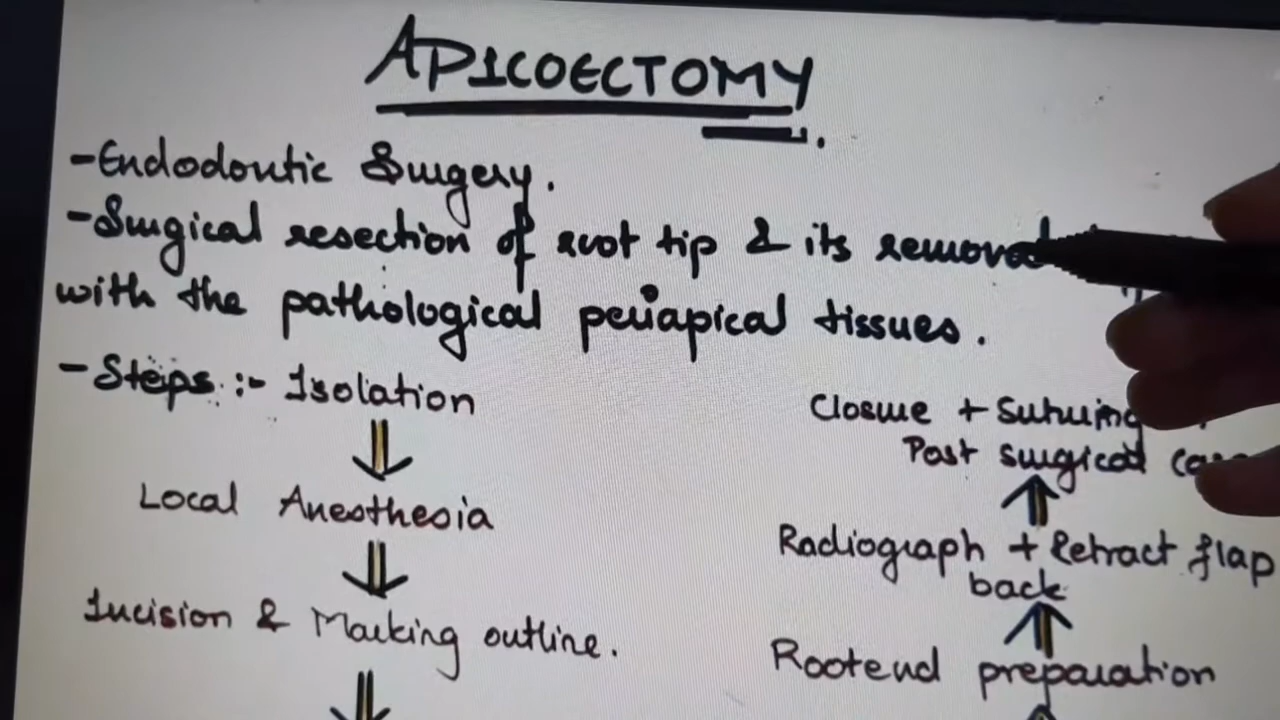 APICOECTOMY
-Endodontic Surgery.
-Surgical resection of root tip & its removal
with the pathological periapical tissues.
-Steps :- Isolation
Local Anesthesia
Incision & Marking outline.
Closure + Suturing
Post surgical
Radiograph + Retract flap
back
Rootend preparation